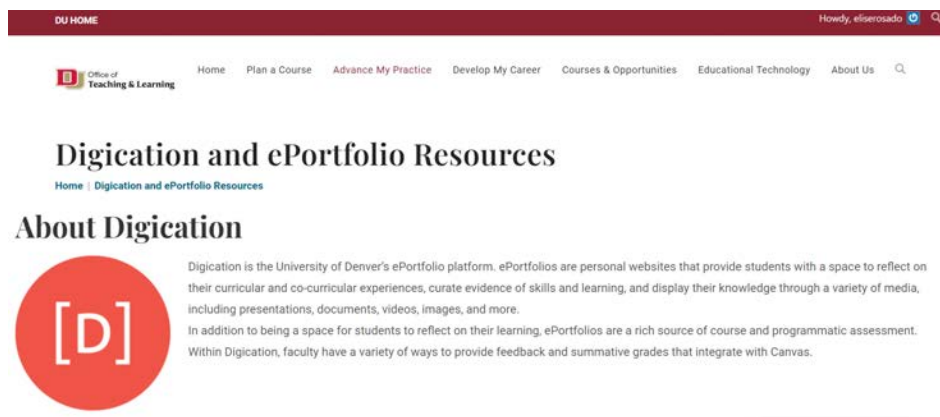 DU HOME
Howdy, eliserosado
Office of
Teaching & Learning
Home Plan a Course Advance My Practice Develop My Career Courses & Opportunities Educational Technology About Us
Digication and ePortfolio Resources
Home | Digication and ePortfolio Resources
About Digication
[D]
Digication is the University of Denver's ePortfolio platform. ePortfolios are personal websites that provide students with a space to reflect on
their curricular and co-curricular experiences, curate evidence of skills and learning, and display their knowledge through a variety of media,
including presentations, documents, videos, images, and more.
In addition to being a space for students to reflect on their learning, ePortfolios are a rich source of course and programmatic assessment.
Within Digication, faculty have a variety of ways to provide feedback and summative grades that integrate with Canvas.